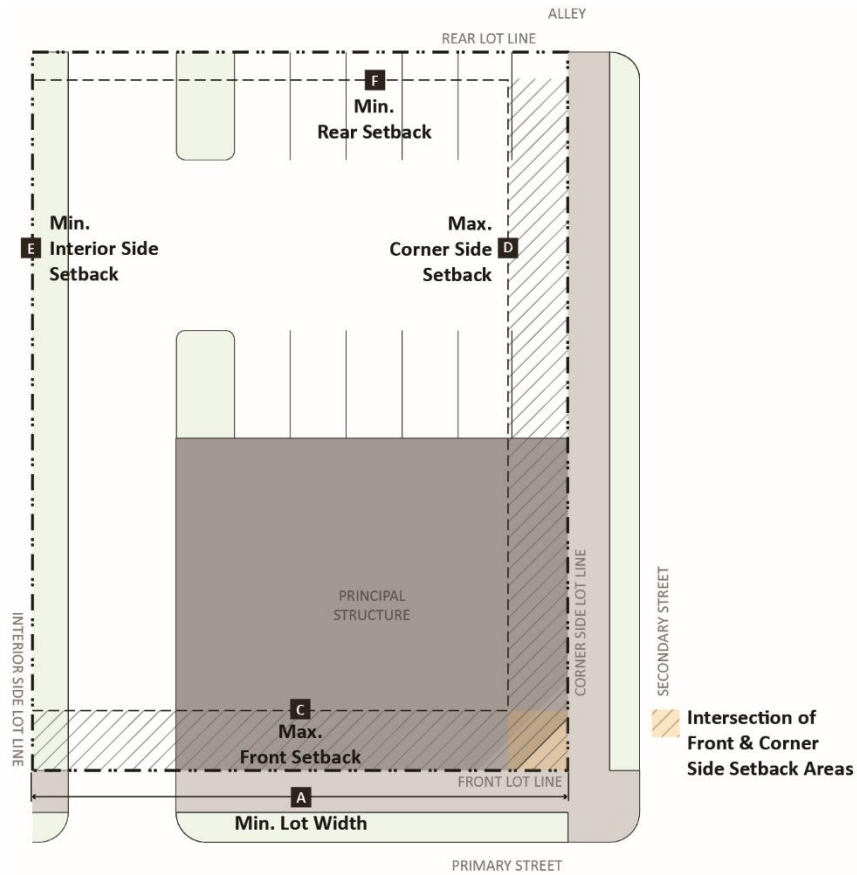 ALLEY
REAR LOT LINE
F
Min.
Rear Setback
E
Min.
Interior Side
Setback
Max.
Corner Side
Setback
D
PRINCIPAL
STRUCTURE
INTERIOR SIDE LOT LINE
CORNER SIDE LOT LINE
SECONDARY STREET
C
Max.
Front Setback
Intersection of
Front & Corner
Side Setback Areas
FRONT LOT LINE
A
Min. Lot Width
PRIMARY STREET